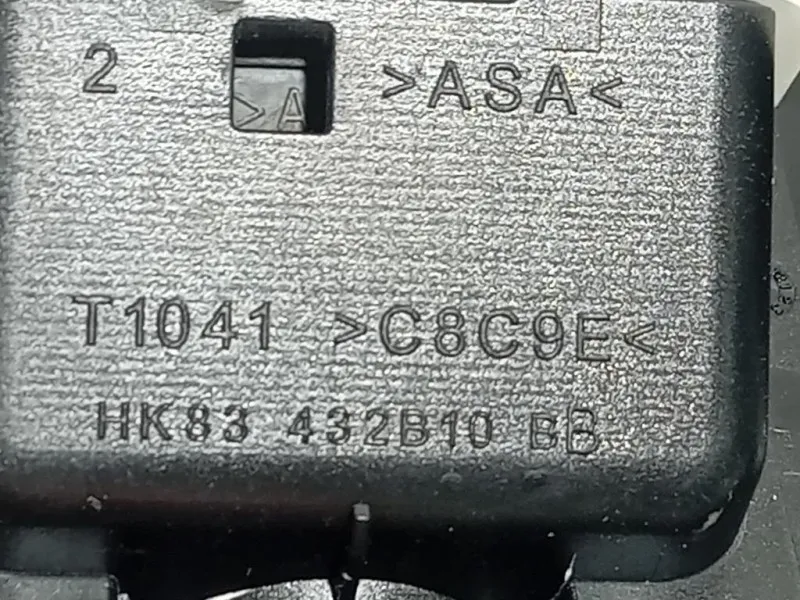 2 >ASA<
>A
T1041 >C8C9E<
HK83 432B10 BB